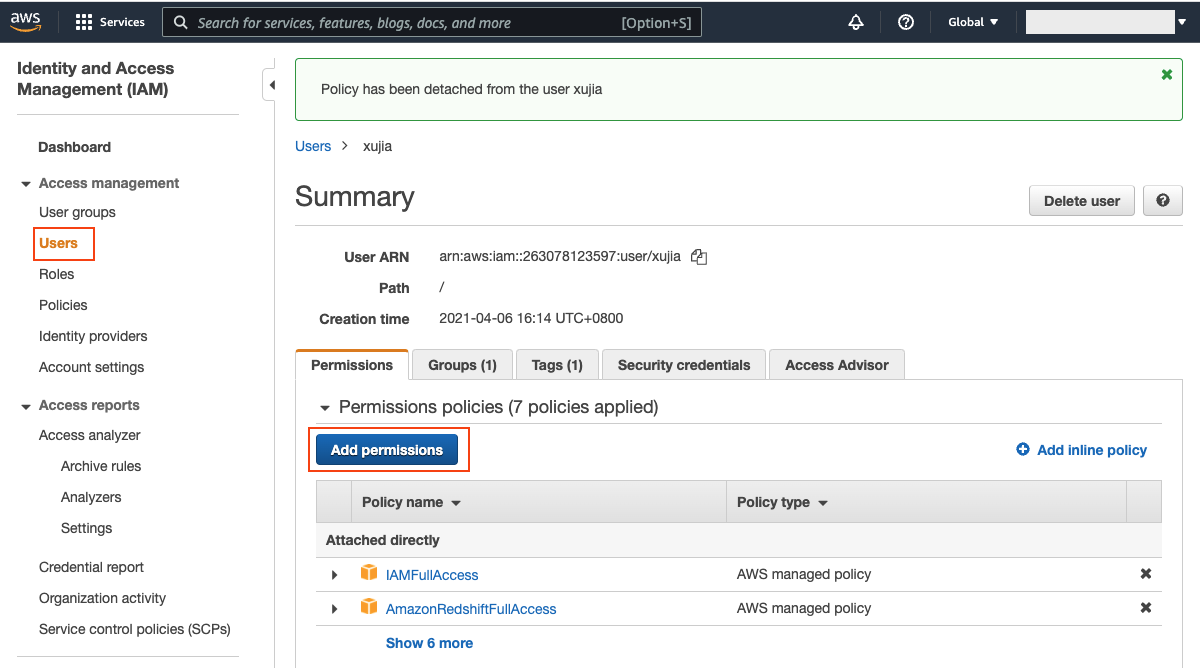 aws
Services
Search for services, features, blogs, docs, and more
[Option+S]
Global
Identity and Access
Management (IAM)
Dashboard
Access management
User groups
Users
Roles
Policies
Identity providers
Account settings
Access reports
Access analyzer
Archive rules
Analyzers
Settings
Credential report
Organization activity
Service control policies (SCPs)
Policy has been detached from the user xujia
Users > xujia
Summary
Delete user
User ARN arn:aws:iam::263078123597:user/xujia
Path /
Creation time 2021-04-06 16:14 UTC+0800
Permissions
Groups (1)
Tags (1)
Security credentials
Access Advisor
Permissions policies (7 policies applied)
Add permissions
Add inline policy
Policy name
Policy type
Attached directly
IAMFullAccess AWS managed policy
AmazonRedshiftFullAccess AWS managed policy
Show 6 more